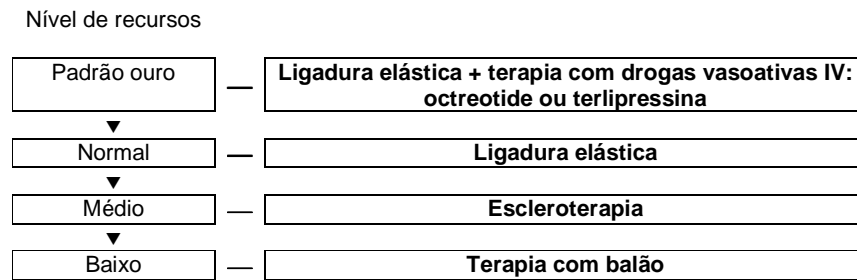 Nível de recursos
Padrão ouro — Ligadura elástica + terapia com drogas vasoativas IV:
octreotide ou terlipressina
▼
Normal — Ligadura elástica
▼
Médio — Escleroterapia
▼
Baixo — Terapia com balão